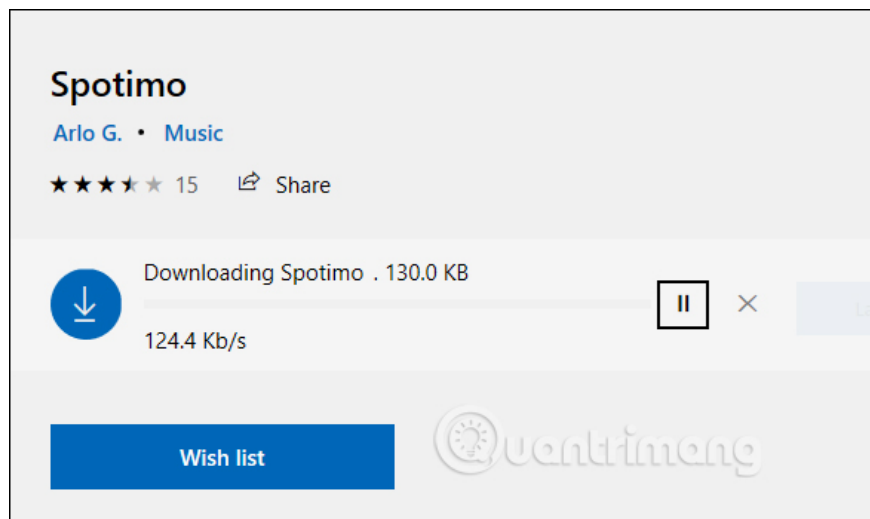 Spotimo
Arlo G. • Music
15 Share
Downloading Spotimo . 130.0 KB
124.4 Kb/s
Wish list
Quantrimang